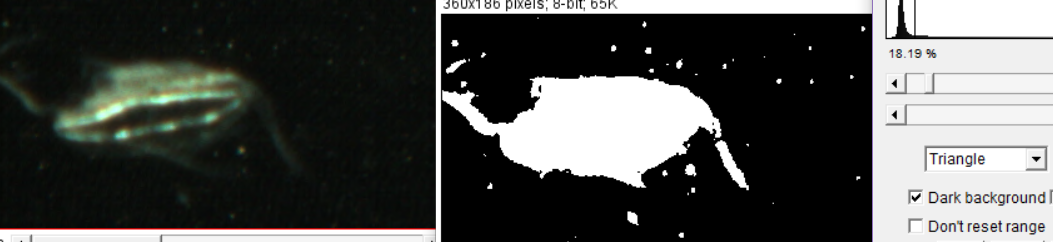 360x186 pixels; 8-bit; 65K
18.19 %
Triangle
Dark background
Don't reset range